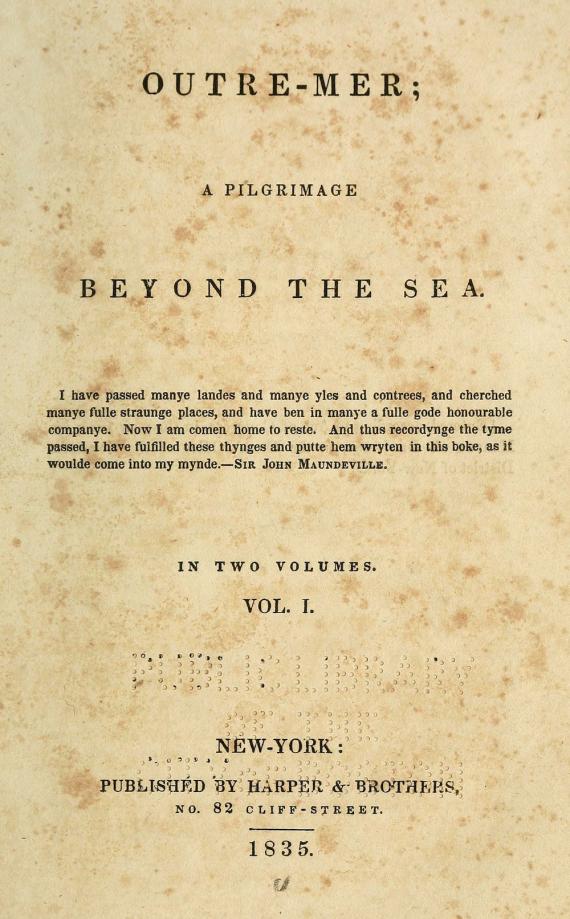 OUTRE-MER;
A PILGRIMAGE
BEYOND THE SEA.
I have passed manye landes and manye yles and contrees, and cherched
manye fulle straunge places, and have ben in manye a fulle gode honourable
companye. Now I am comen home to reste. And thus recordynge the tyme
passed, I have fulfilled these thynges and putte hem wryten in this boke, as it
woulde come into my mynde.—SIR JOHN MAUNDEVILLE.
IN TWO VOLUMES.
VOL. I.
PUBLIC LIBRARY
OF THE
NEW-YORK:
PUBLISHED BY HARPER & BROTHERS,
NO. 82 CLIFF-STREET.
1835.